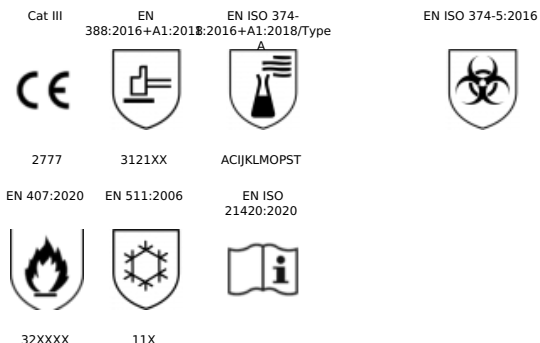 Cat III
EN
388:2016+A1:2018
EN ISO 374-
1:2016+A1:2018/Type
A
EN ISO 374-5:2016
CE
2777
3121XX
ACIJKLMOPST
EN 407:2020
EN 511:2006
EN ISO
21420:2020
i
32XXXX
11X